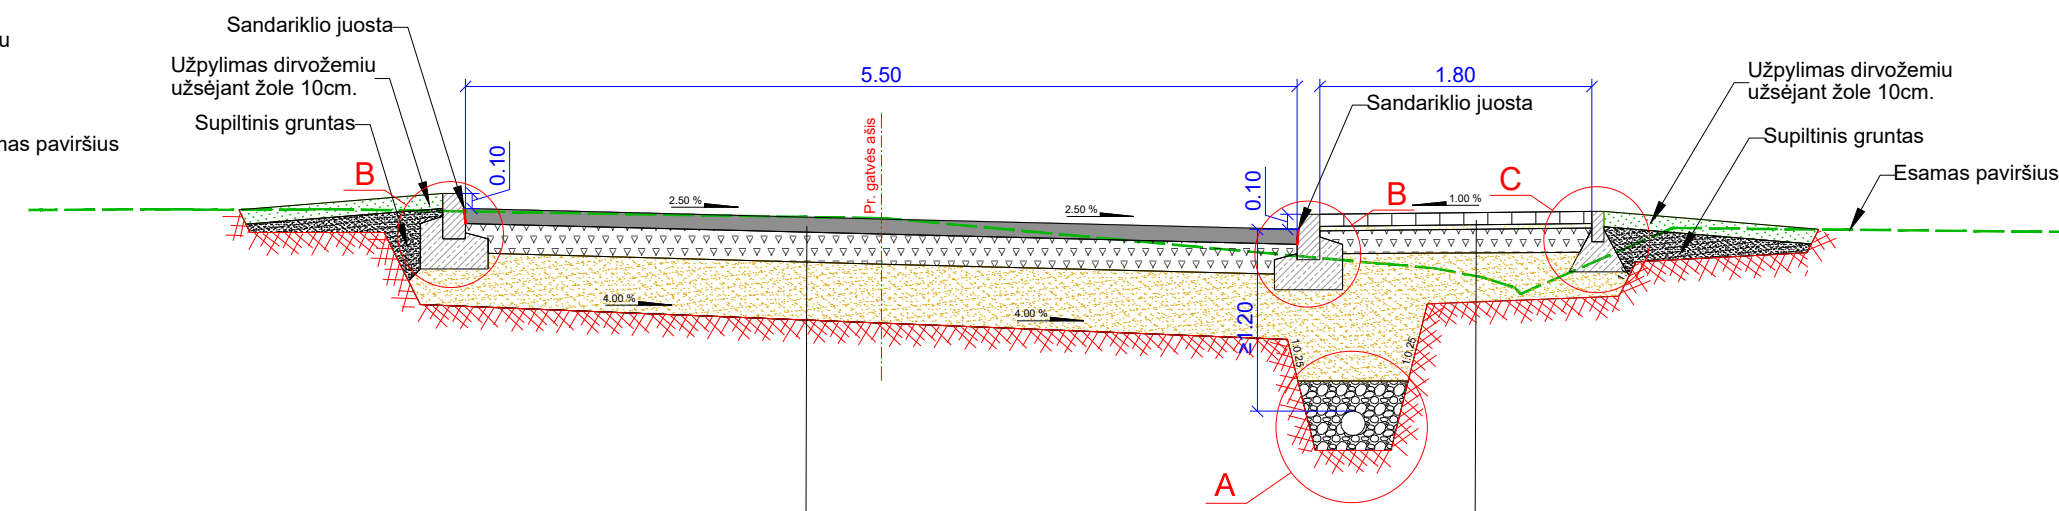 Sandariklio juosta
u
Užpylimas dirvožemiu
užsėjant žole 10cm.
Supiltinis gruntas
nas paviršius
B
0.10
5.50
Pr. gatvės ašis
2.50 %
2.50 %
4.00 %
4.00 %
1.80
Sandariklio juosta
0.10
B
C
1.00 %
≥1.20
1:0.25
1:0.25
A
Užpylimas dirvožemiu
užsėjant žole 10cm.
Supiltinis gruntas
Esamas paviršius